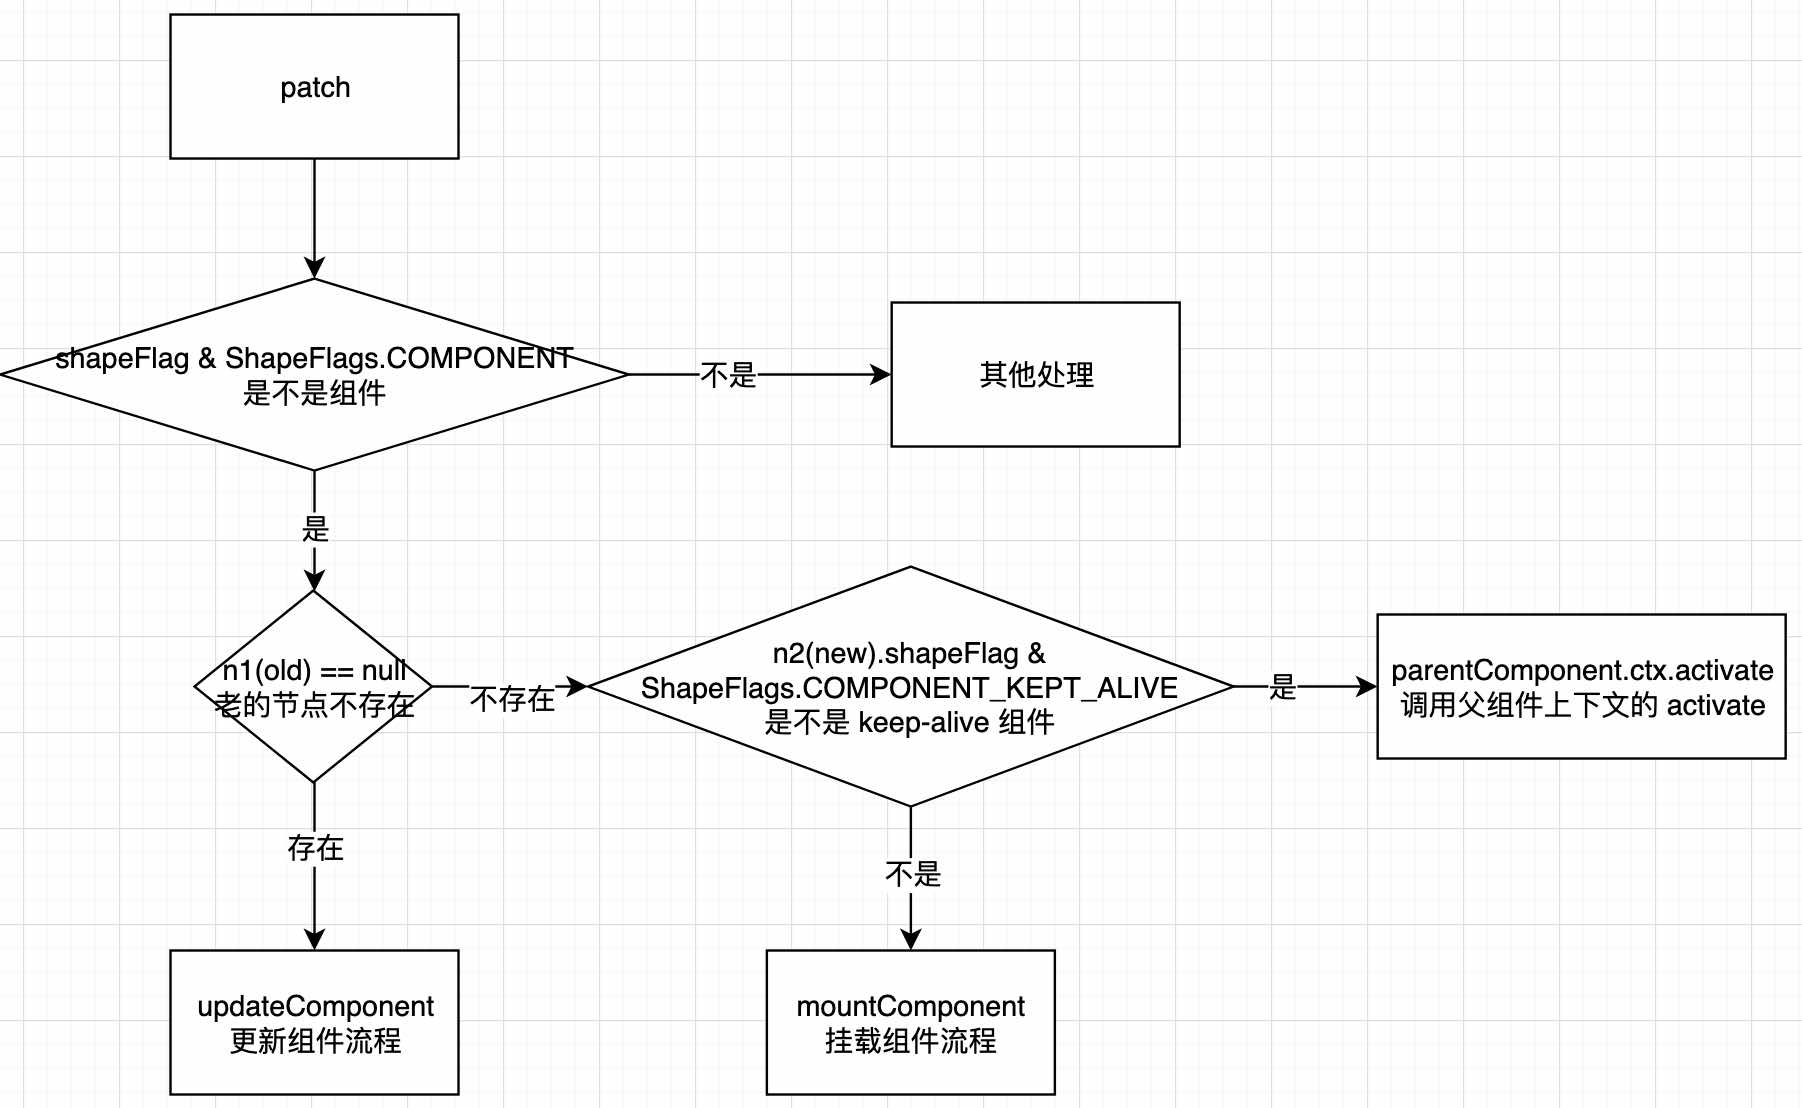 patch
shapeFlag & ShapeFlags.COMPONENT
是不是组件
不是
其他处理
是
n1(old) == null
老的节点不存在
不存在
n2(new).shapeFlag &
ShapeFlags.COMPONENT_KEPT_ALIVE
是不是 keep-alive 组件
是
parentComponent.ctx.activate
调用父组件上下文的 activate
存在
不是
updateComponent
更新组件流程
mountComponent
挂载组件流程